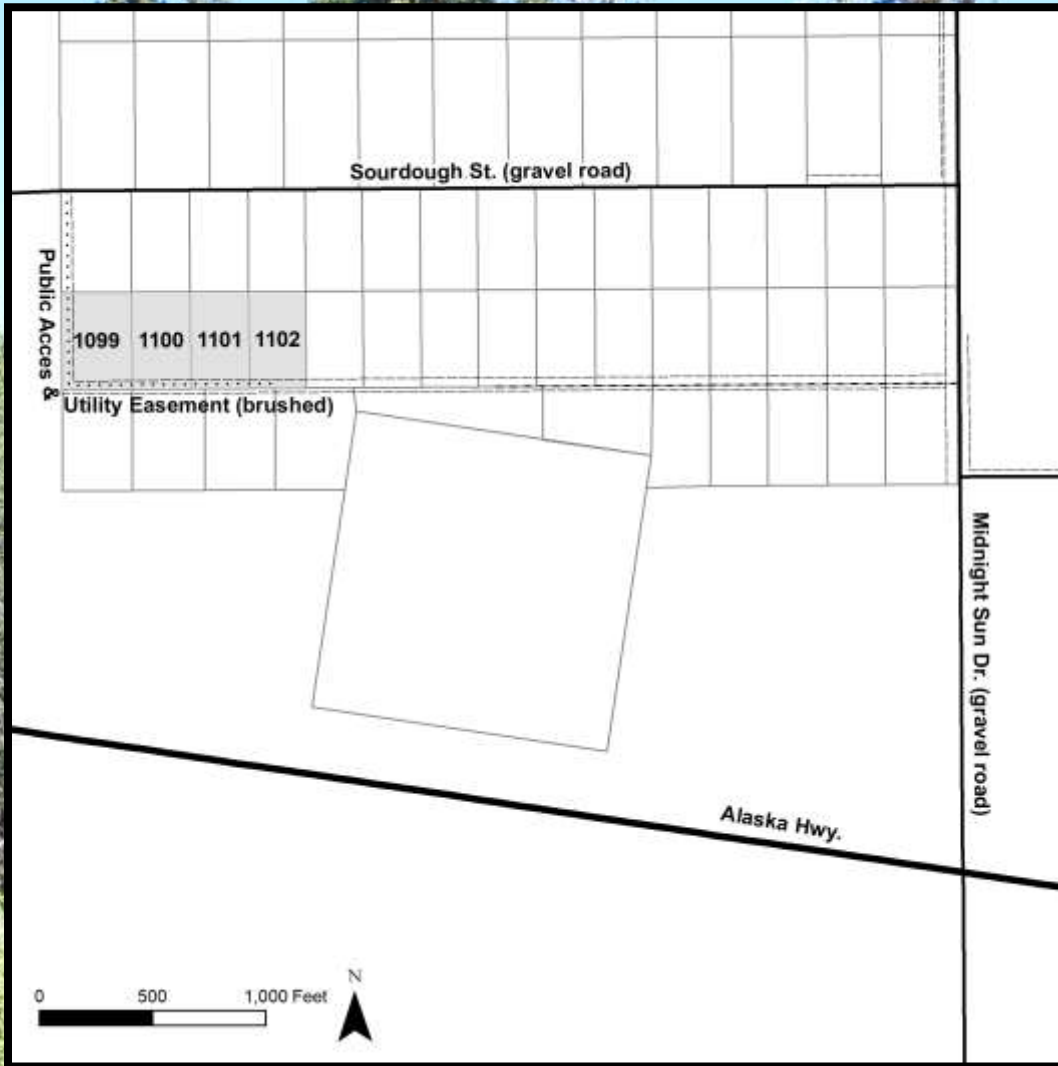 Sourdough St. (gravel road)
Public Acces &
1099 1100 1101 1102
Utility Easement (brushed)
Midnight Sun Dr. (gravel road)
Alaska Hwy.
0 500 1,000 Feet
N